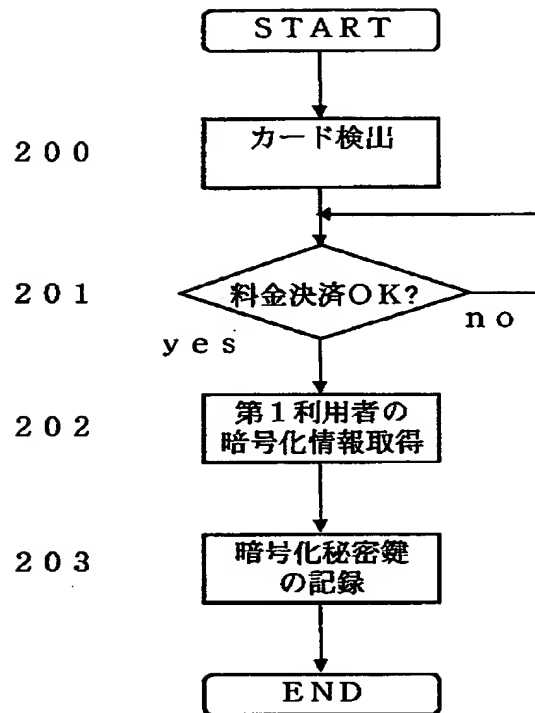 START
200
カード検出
201
料金決済OK?
no
yes
202
第1利用者の
暗号化情報取得
203
暗号化秘密鍵
の記録
END